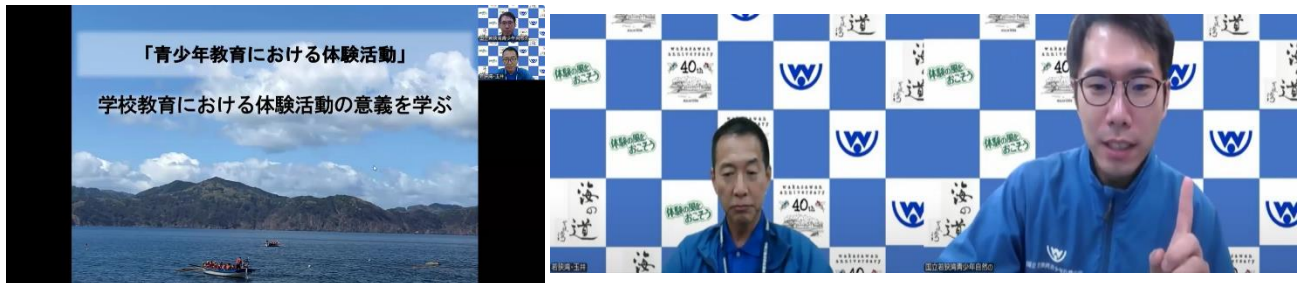 「青少年教育における体験活動」
学校教育における体験活動の意義を学ぶ
体験の風を
おこそう
wakasawan
anniversary
40th
海の道
若狭湾・玉井
国立若狭湾青少年自然の